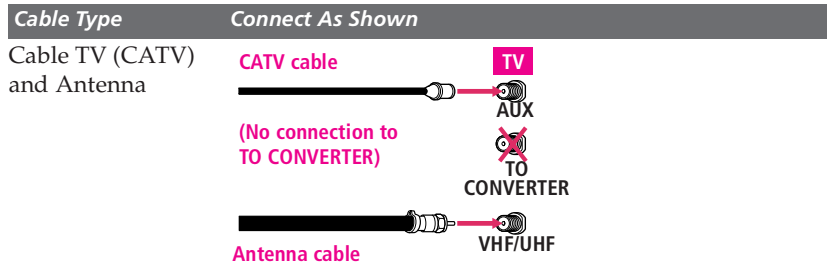 Cable Type Connect As Shown
Cable TV (CATV)
and Antenna
CATV cable
TV
AUX
(No connection to
TO CONVERTER)
TO
CONVERTER
VHF/UHF
Antenna cable